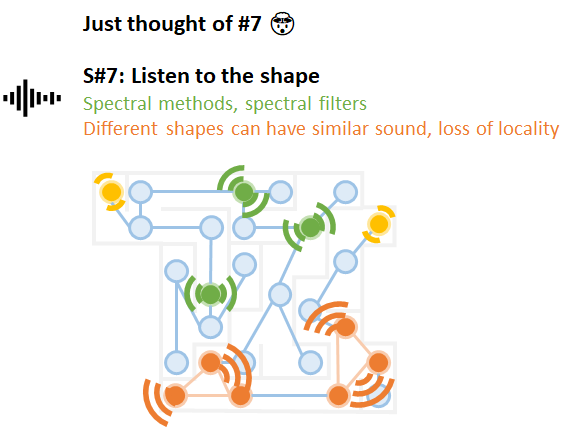 Just thought of #7 🤯
S#7: Listen to the shape
Spectral methods, spectral filters
Different shapes can have similar sound, loss of locality